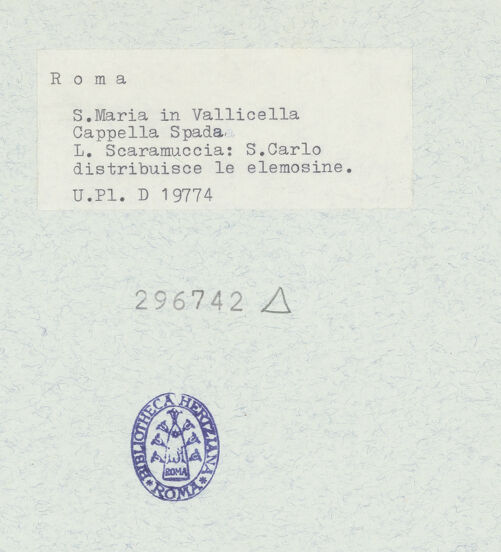 R o m a
S.Maria in Vallicella
Cappella Spada
L. Scaramuccia: S.Carlo
distribuisce le elemosine.
U.Pl. D 19774
296742 △
BIBLIOTHECA HERTZIANA
ROMA
* ROMA *